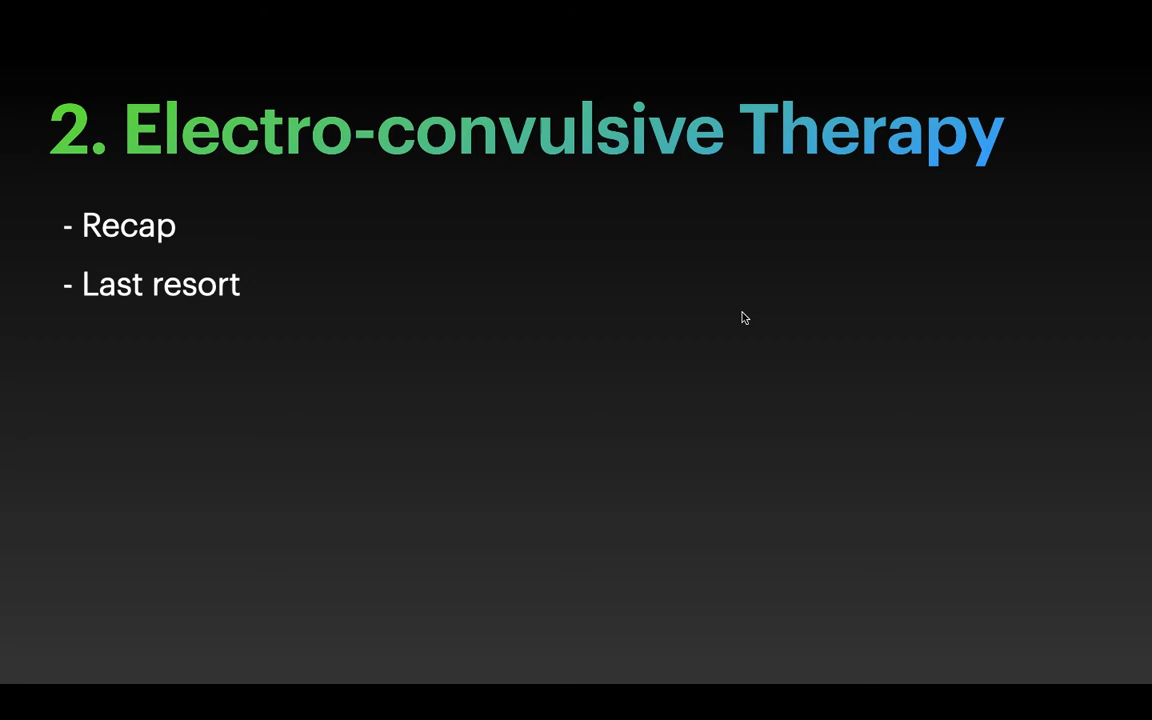 2. Electro-convulsive Therapy
- Recap
- Last resort